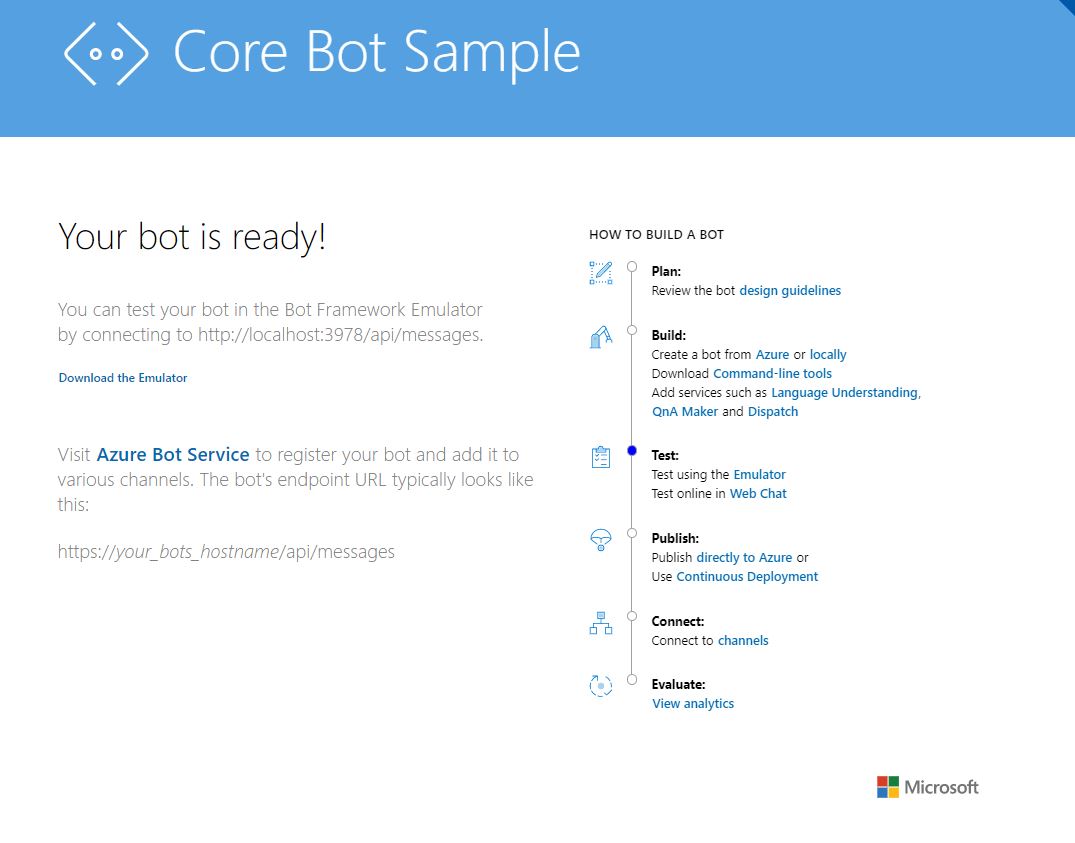 Core Bot Sample
Your bot is ready!
You can test your bot in the Bot Framework Emulator
by connecting to http://localhost:3978/api/messages.
Download the Emulator
Visit Azure Bot Service to register your bot and add it to
various channels. The bot's endpoint URL typically looks like
this:
https://your_bots_hostname/api/messages
HOW TO BUILD A BOT
Plan:
Review the bot design guidelines
Build:
Create a bot from Azure or locally
Download Command-line tools
Add services such as Language Understanding,
QnA Maker and Dispatch
Test:
Test using the Emulator
Test online in Web Chat
Publish:
Publish directly to Azure or
Use Continuous Deployment
Connect:
Connect to channels
Evaluate:
View analytics
Microsoft